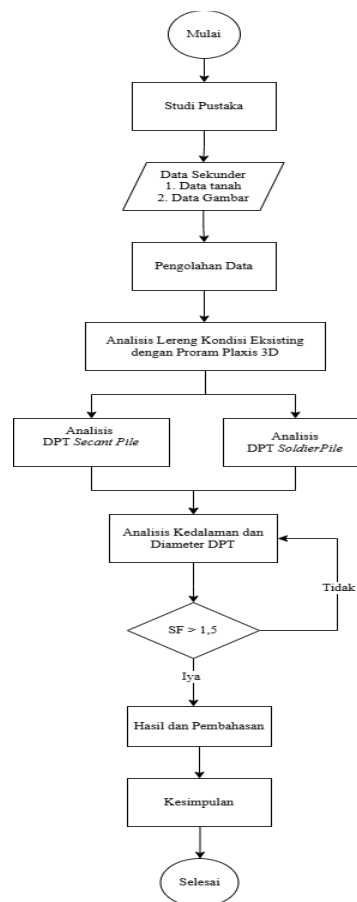 Mulai
Studi Pustaka
Data Sekunder
1. Data tanah
2. Data Gambar
Pengolahan Data
Analisis Lereng Kondisi Eksisting
dengan Proram Plaxis 3D
Analisis
DPT Secant Pile
Analisis
DPT SoldierPile
Analisis Kedalaman dan
Diameter DPT
Tidak
SF > 1,5
Iya
Hasil dan Pembahasan
Kesimpulan
Selesai